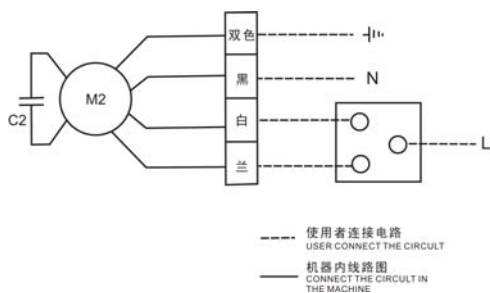 双色
黑
N
M2
白
C2
L
兰
使用者连接电路
USER CONNECT THE CIRCULT
机器内线路图
CONNECT THE CIRCULT IN
THE MACHINE